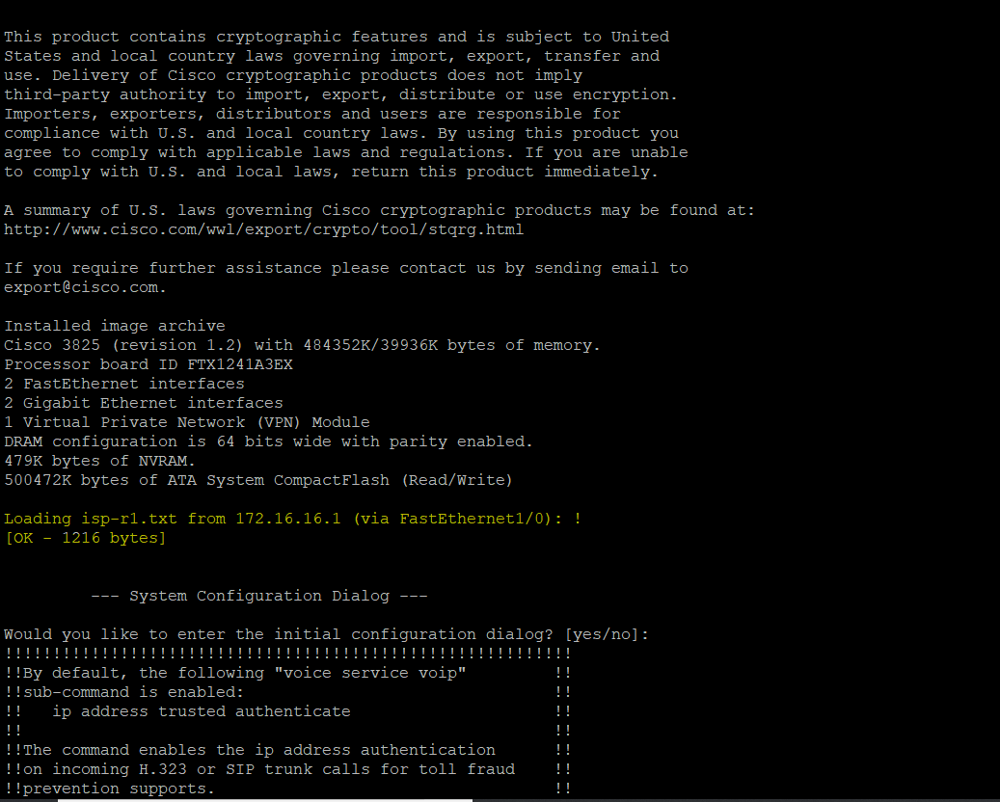 This product contains cryptographic features and is subject to United
States and local country laws governing import, export, transfer and
use. Delivery of Cisco cryptographic products does not imply
third-party authority to import, export, distribute or use encryption.
Importers, exporters, distributors and users are responsible for
compliance with U.S. and local country laws. By using this product you
agree to comply with applicable laws and regulations. If you are unable
to comply with U.S. and local laws, return this product immediately.

A summary of U.S. laws governing Cisco cryptographic products may be found at:
http://www.cisco.com/wwl/export/crypto/tool/stqrg.html

If you require further assistance please contact us by sending email to
export@cisco.com.

Installed image archive
Cisco 3825 (revision 1.2) with 484352K/39936K bytes of memory.
Processor board ID FTX1241A3EX
2 FastEthernet interfaces
2 Gigabit Ethernet interfaces
1 Virtual Private Network (VPN) Module
DRAM configuration is 64 bits wide with parity enabled.
479K bytes of NVRAM.
500472K bytes of ATA System CompactFlash (Read/Write)

Loading isp-r1.txt from 172.16.16.1 (via FastEthernet1/0): !
[OK - 1216 bytes]

         --- System Configuration Dialog ---

Would you like to enter the initial configuration dialog? [yes/no]:
!!!!!!!!!!!!!!!!!!!!!!!!!!!!!!!!!!!!!!!!!!!!!!!!!!!!!!!!!!!
!!By default, the following "voice service voip"         !!
!!sub-command is enabled:                                !!
!!   ip address trusted authenticate                     !!
!!                                                       !!
!!The command enables the ip address authentication      !!
!!on incoming H.323 or SIP trunk calls for toll fraud    !!
!!prevention supports.                                   !!